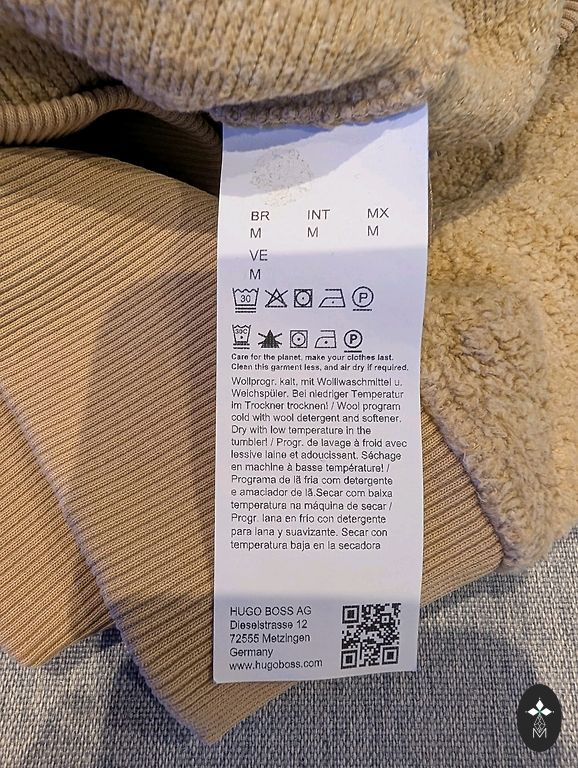 BR INT MX
M M M
VE
M
30 P
30C P
Care for the planet, make your clothes last.
Clean this garment less, and air dry if required.
Wollprogr. kalt, mit Wolliwaschmittel u.
Weichspüler. Bei niedriger Temperatur
im Trockner trocknen! / Wool program
cold with wool detergent and softener.
Dry with low temperature in the
tumbler! / Progr. de lavage à froid avec
lessive laine et adoucissant. Séchage
en machine à basse température! /
Programa de lã fria com detergente
e amaciador de lã.Secar com baixa
temperatura na máquina de secar /
Progr. lana en frio con detergente
para lana y suavizante. Secar con
temperatura baja en la secadora
HUGO BOSS AG
Dieselstrasse 12
72555 Metzingen
Germany
www.hugoboss.com
M